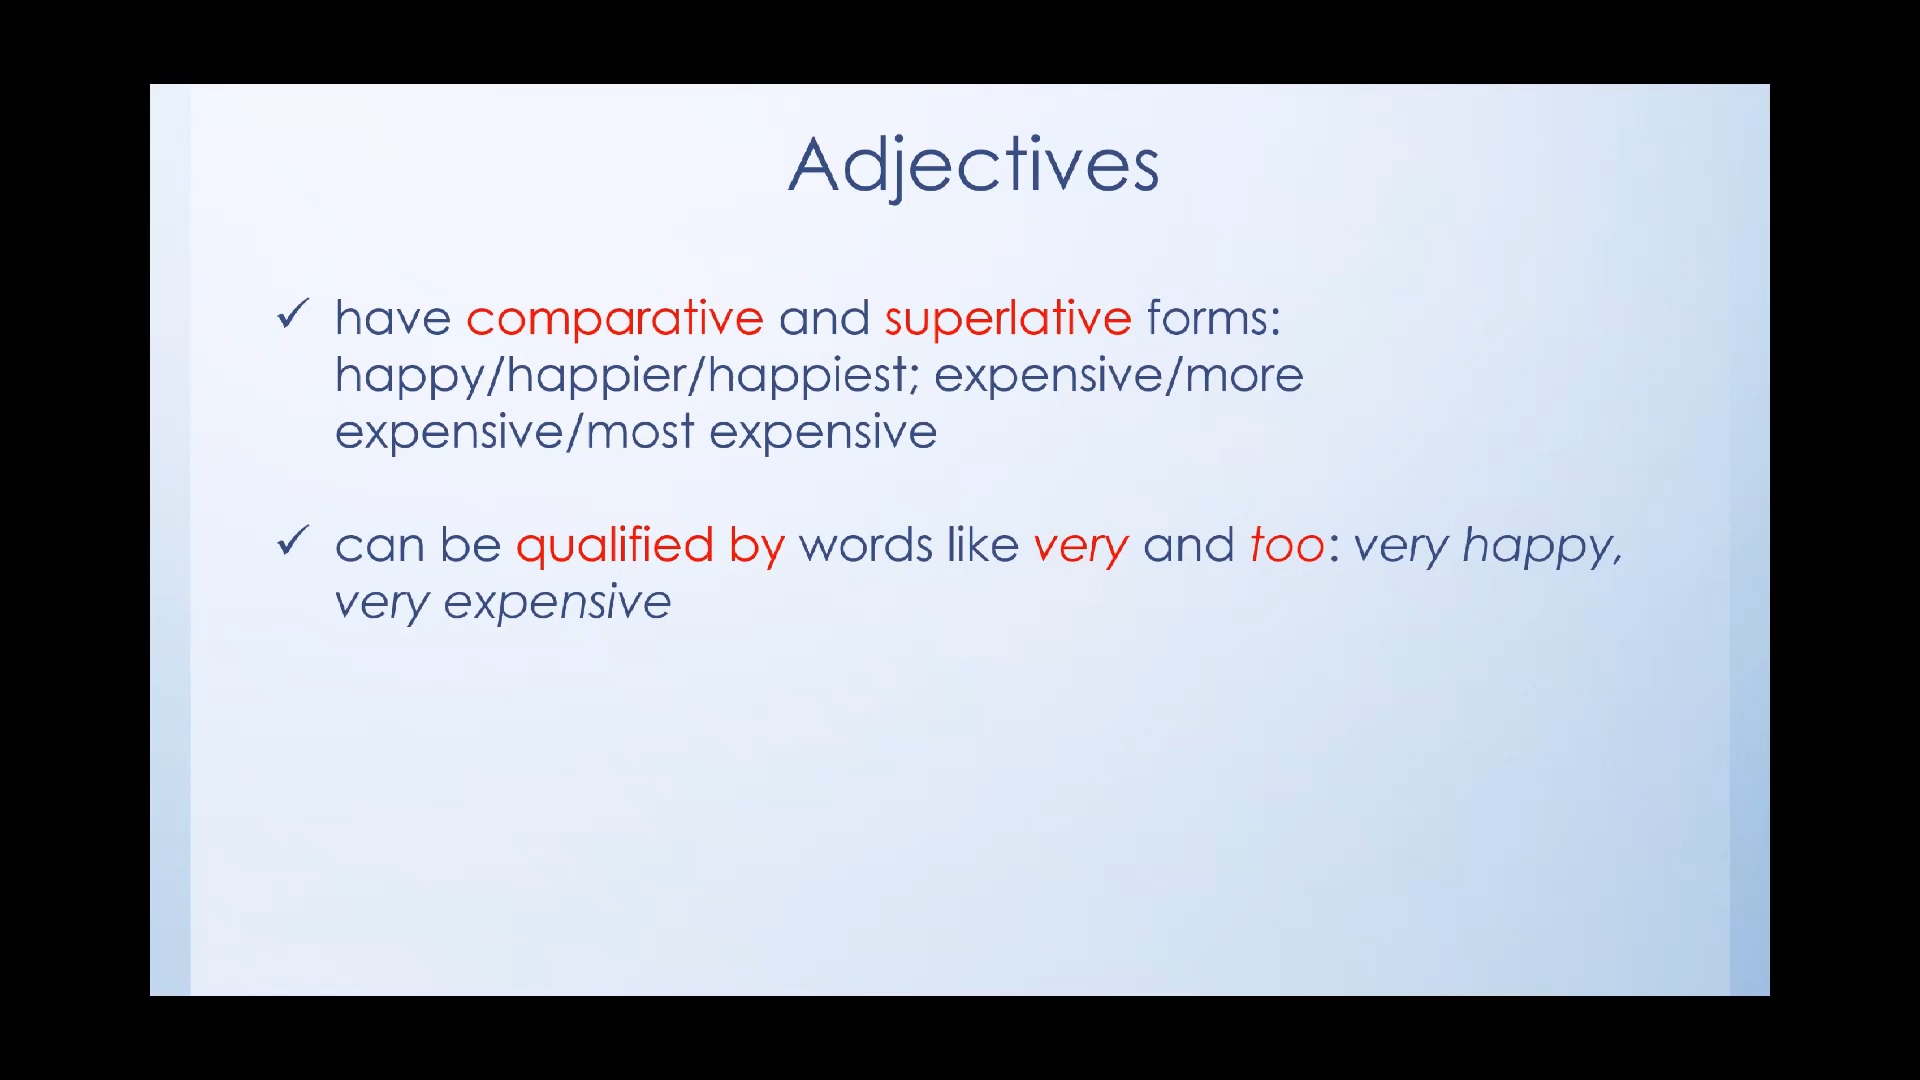 Adjectives
✓ have comparative and superlative forms:
happy/happier/happiest; expensive/more
expensive/most expensive
✓ can be qualified by words like very and too: very happy,
very expensive